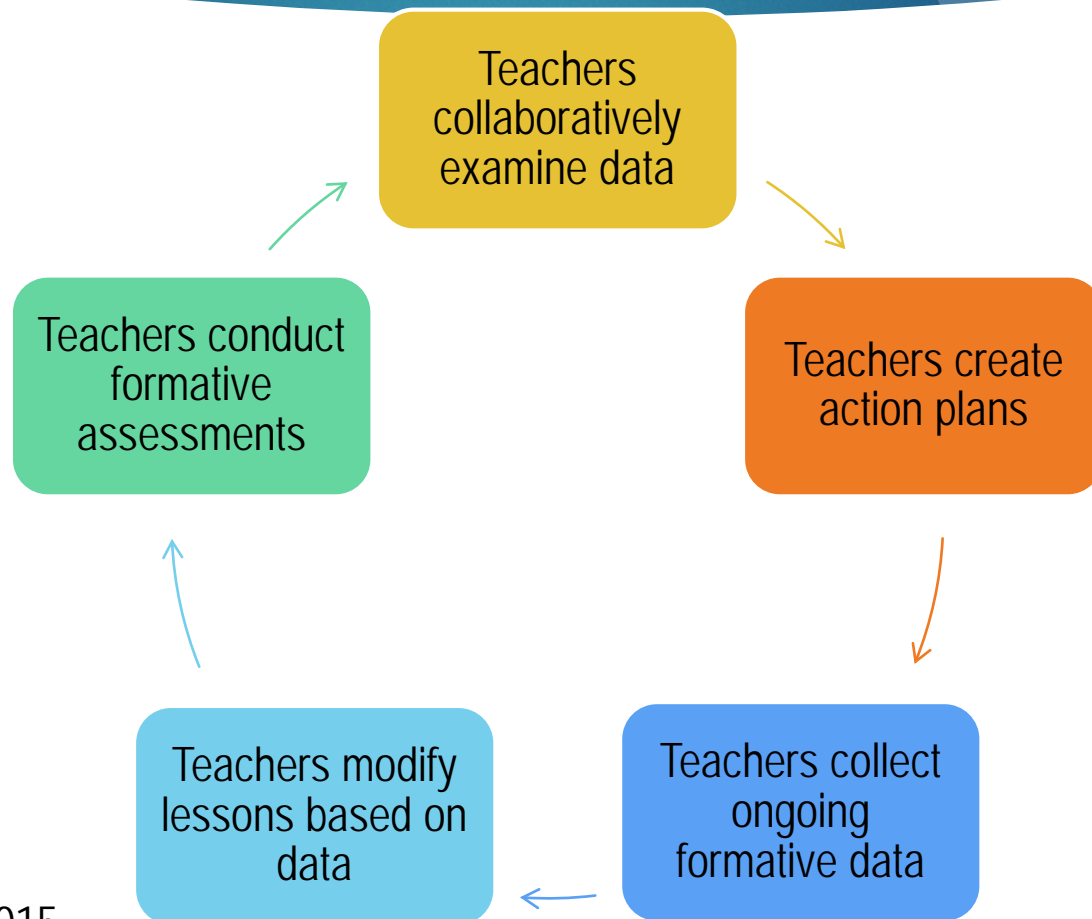 Teachers
collaboratively
examine data
Teachers create
action plans
Teachers collect
ongoing
formative data
Teachers modify
lessons based on
data
Teachers conduct
formative
assessments